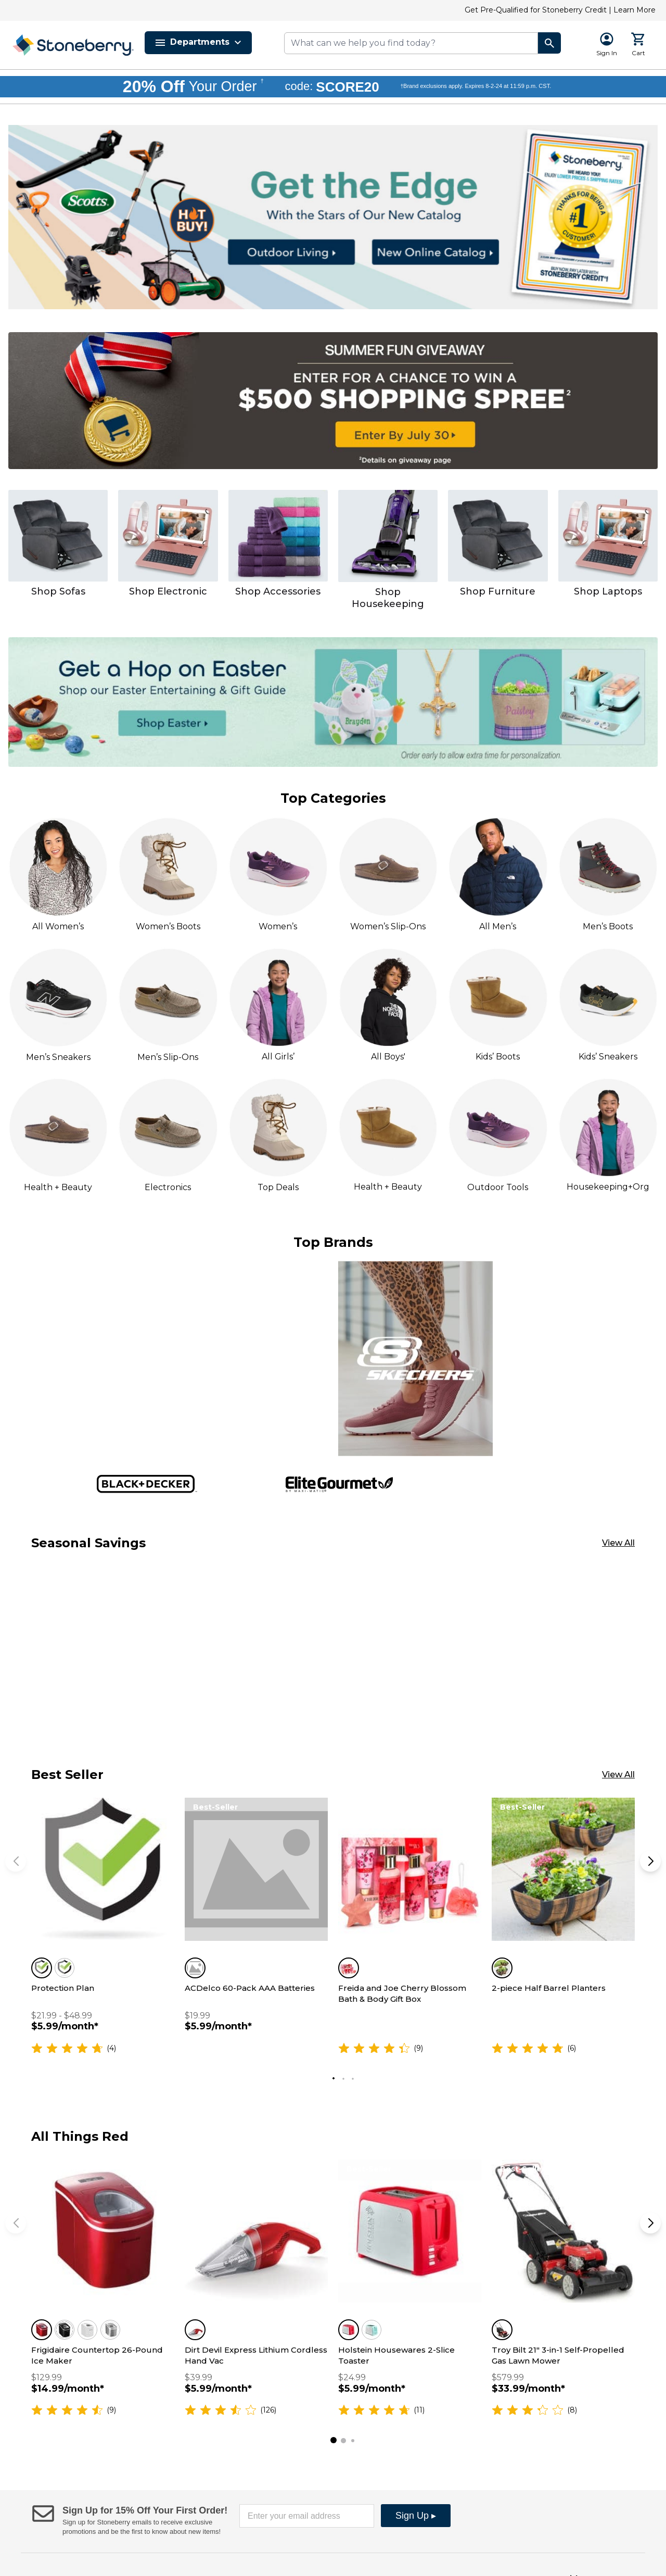 Get Pre-Qualified for Stoneberry Credit | Learn More
Stoneberry.
Departments
What can we help you find today?
Sign In
Cart
20% Off Your Order †
code: SCORE20
†Brand exclusions apply. Expires 8-2-24 at 11:59 p.m. CST.
Scotts.
HOT BUY!
Get the Edge
With the Stars of Our New Catalog
Outdoor Living
New Online Catalog
Stoneberry
WE HEARD YOU!
ENJOY LOWER PRICES & SHIPPING RATES!
THANKS FOR BEING A
#1
CUSTOMER!
BUY NOW, PAY LATER WITH
STONEBERRY CREDIT®!
SUMMER FUN GIVEAWAY
ENTER FOR A CHANCE TO WIN A
$500 SHOPPING SPREE²
Enter By July 30
²Details on giveaway page
Shop Sofas
Shop Electronic
Shop Accessories
Shop
Housekeeping
Shop Furniture
Shop Laptops
Get a Hop on Easter
Shop our Easter Entertaining & Gift Guide
Shop Easter
Brayden
Paisley
Order early to allow extra time for personalization.
Top Categories
All Women's
Women's Boots
Women's
Women's Slip-Ons
All Men's
Men's Boots
THE NORTH FACE
Men's Sneakers
Men's Slip-Ons
All Girls'
All Boys'
Kids' Boots
Kids' Sneakers
Health + Beauty
Electronics
Top Deals
Health + Beauty
Outdoor Tools
Housekeeping+Org
Top Brands
SKECHERS
BLACK+DECKER
Elite Gourmet
BY MAXI-MATIC
Seasonal Savings
View All
Best Seller
View All
Best-Seller
Best-Seller
Protection Plan
$21.99 - $48.99
$5.99/month*
(4)
ACDelco 60-Pack AAA Batteries
$19.99
$5.99/month*
Freida and Joe Cherry Blossom
Bath & Body Gift Box
(9)
2-piece Half Barrel Planters
(6)
All Things Red
Frigidaire Countertop 26-Pound
Ice Maker
$129.99
$14.99/month*
(9)
Dirt Devil Express Lithium Cordless
Hand Vac
$39.99
$5.99/month*
(126)
Holstein Housewares 2-Slice
Toaster
$24.99
$5.99/month*
(11)
Troy Bilt 21" 3-in-1 Self-Propelled
Gas Lawn Mower
$579.99
$33.99/month*
(8)
Sign Up for 15% Off Your First Order!
Sign up for Stoneberry emails to receive exclusive
promotions and be the first to know about new items!
Enter your email address
Sign Up ▸